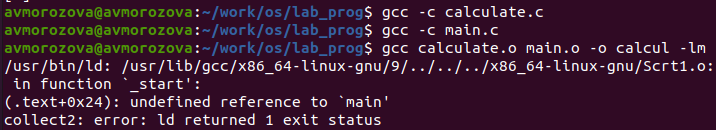 avmorozova@avmorozova:~/work/os/lab_prog$ gcc -c calculate.c
avmorozova@avmorozova:~/work/os/lab_prog$ gcc -c main.c
avmorozova@avmorozova:~/work/os/lab_prog$ gcc calculate.o main.o -o calcul -lm
/usr/bin/ld: /usr/lib/gcc/x86_64-linux-gnu/9/../../../x86_64-linux-gnu/Scrt1.o:
 in function `_start':
(.text+0x24): undefined reference to `main'
collect2: error: ld returned 1 exit status